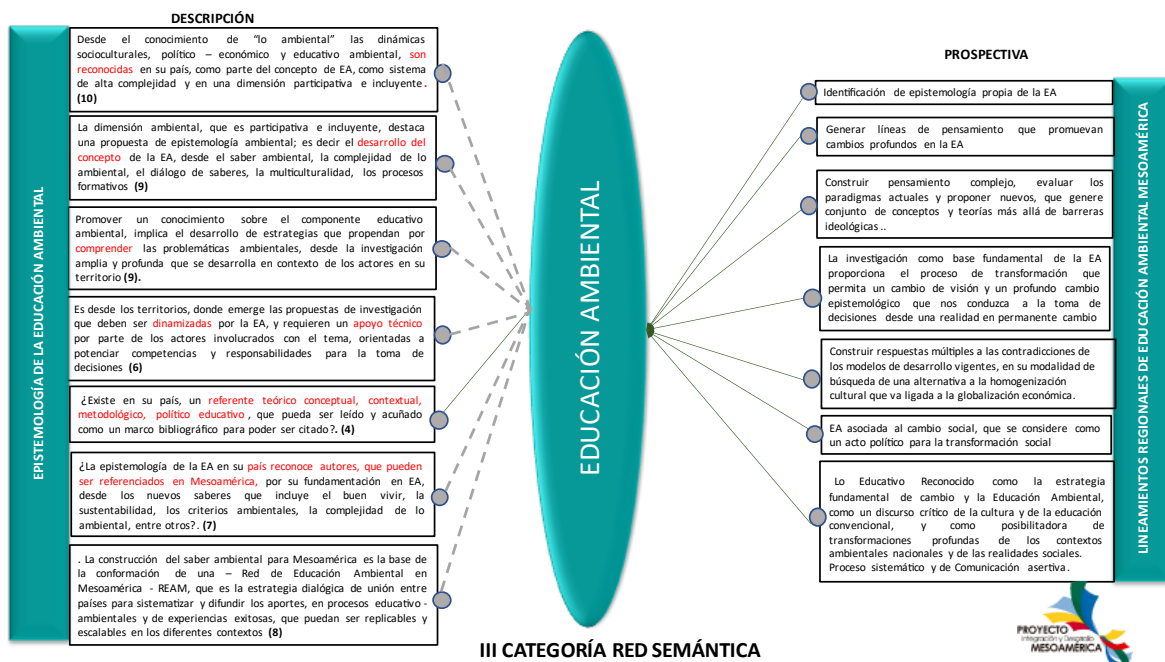 DESCRIPCIÓN
EPISTEMOLOGÍA DE LA EDUCACIÓN AMBIENTAL
Desde el conocimiento de “lo ambiental” las dinámicas
socioculturales, político – económico y educativo ambiental, son
reconocidas en su país, como parte del concepto de EA, como sistema
de alta complejidad y en una dimensión participativa e incluyente.
(10)
La dimensión ambiental, que es participativa e incluyente, destaca
una propuesta de epistemología ambiental; es decir el desarrollo del
concepto de la EA, desde el saber ambiental, la complejidad de lo
ambiental, el diálogo de saberes, la multiculturalidad, los procesos
formativos (9)
Promover un conocimiento sobre el componente educativo
ambiental, implica el desarrollo de estrategias que propendan por
comprender las problemáticas ambientales, desde la investigación
amplia y profunda que se desarrolla en contexto de los actores en su
territorio (9).
Es desde los territorios, donde emerge las propuestas de investigación
que deben ser dinamizadas por la EA, y requieren un apoyo técnico
por parte de los actores involucrados con el tema, orientadas a
potenciar competencias y responsabilidades para la toma de
decisiones (6)
¿Existe en su país, un referente teórico conceptual, contextual,
metodológico, político educativo , que pueda ser leído y acuñado
como un marco bibliográfico para poder ser citado?. (4)
¿La epistemología de la EA en su país reconoce autores, que pueden
ser referenciados en Mesoamérica, por su fundamentación en EA,
desde los nuevos saberes que incluye el buen vivir, la
sustentabilidad, los criterios ambientales, la complejidad de lo
ambiental, entre otros?. (7)
. La construcción del saber ambiental para Mesoamérica es la base de
la conformación de una – Red de Educación Ambiental en
Mesoamérica - REAM, que es la estrategia dialógica de unión entre
países para sistematizar y difundir los aportes, en procesos educativo -
ambientales y de experiencias exitosas, que puedan ser replicables y
escalables en los diferentes contextos (8)
EDUCACIÓN AMBIENTAL
PROSPECTIVA
Identificación de epistemología propia de la EA
Generar líneas de pensamiento que promuevan
cambios profundos en la EA
Construir pensamiento complejo, evaluar los
paradigmas actuales y proponer nuevos, que genere
conjunto de conceptos y teorías más allá de barreras
ideológicas ..
La investigación como base fundamental de la EA
proporciona el proceso de transformación que
permita un cambio de visión y un profundo cambio
epistemológico que nos conduzca a la toma de
decisiones desde una realidad en permanente cambio
Construir respuestas múltiples a las contradicciones de
los modelos de desarrollo vigentes, en su modalidad de
búsqueda de una alternativa a la homogenización
cultural que va ligada a la globalización económica.
EA asociada al cambio social, que se considere como
un acto político para la transformación social
Lo Educativo Reconocido como la estrategia
fundamental de cambio y la Educación Ambiental,
como un discurso crítico de la cultura y de la educación
convencional, y como posibilitadora de
transformaciones profundas de los contextos
ambientales nacionales y de las realidades sociales.
Proceso sistemático y de Comunicación asertiva.
LINEAMIENTOS REGIONALES DE EDUCACIÓN AMBIENTAL MESOAMÉRICA
III CATEGORÍA RED SEMÁNTICA
PROYECTO
Integración y Desarrollo
MESOAMÉRICA